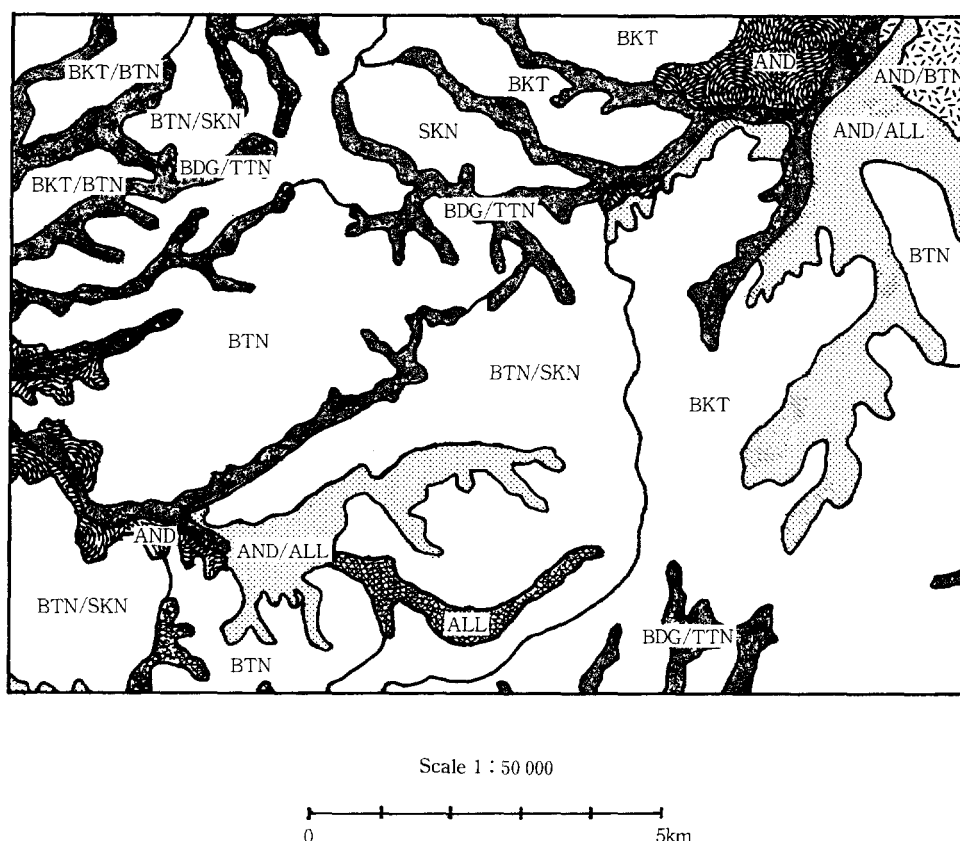 BKT
BKT/BTN
AND
BKT
AND/BTN
BTN/SKN
SKN
AND/ALL
BDG/TTN
BKT/BTN
BDG/TTN
BTN
BTN
BTN/SKN
BKT
AND
AND/ALL
BTN/SKN
ALL
BDG/TTN
BTN
Scale 1 : 50 000
0 5km